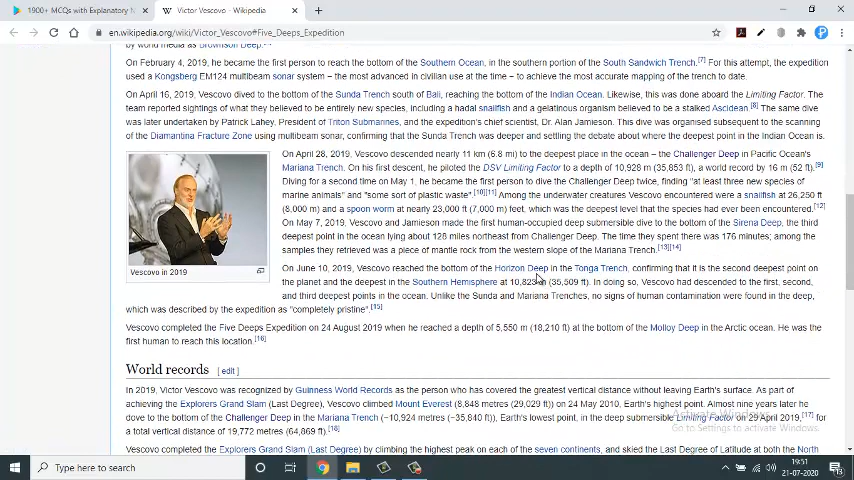 1900+ MCQs with Explanatory
Victor Vescovo - Wikipedia
en.wikipedia.org/wiki/Victor_Vescovo#Five_Deeps_Expedition
by world media as Brownson Deep.
On February 4, 2019, he became the first person to reach the bottom of the Southern Ocean, in the southern portion of the South Sandwich Trench.[7] For this attempt, the expedition
used a Kongsberg EM124 multibeam sonar system – the most advanced in civilian use at the time – to achieve the most accurate mapping of the trench to date.
On April 16, 2019, Vescovo dived to the bottom of the Sunda Trench south of Bali, reaching the bottom of the Indian Ocean. Likewise, this was done aboard the Limiting Factor. The
team reported sightings of what they believed to be entirely new species, including a hadal snailfish and a gelatinous organism believed to be a stalked Ascidean.[8] The same dive
was later undertaken by Patrick Lahey, President of Triton Submarines, and the expedition's chief scientist, Dr. Alan Jamieson. This dive was organised subsequent to the scanning
of the Diamantina Fracture Zone using multibeam sonar, confirming that the Sunda Trench was deeper and settling the debate about where the deepest point in the Indian Ocean is.
On April 28, 2019, Vescovo descended nearly 11 km (6.8 mi) to the deepest place in the ocean – the Challenger Deep in Pacific Ocean's
Mariana Trench. On his first descent, he piloted the DSV Limiting Factor to a depth of 10,928 m (35,853 ft), a world record by 16 m (52 ft).[9]
Diving for a second time on May 1, he became the first person to dive the Challenger Deep twice, finding "at least three new species of
marine animals" and "some sort of plastic waste".[10][11] Among the underwater creatures Vescovo encountered were a snailfish at 26,250 ft
(8,000 m) and a spoon worm at nearly 23,000 ft (7,000 m) feet, which was the deepest level that the species had ever been encountered.[12]
On May 7, 2019, Vescovo and Jamieson made the first human-occupied deep submersible dive to the bottom of the Sirena Deep, the third
deepest point in the ocean lying about 128 miles northeast from Challenger Deep. The time they spent there was 176 minutes; among the
samples they retrieved was a piece of mantle rock from the western slope of the Mariana Trench.[13][14]
Vescovo in 2019
On June 10, 2019, Vescovo reached the bottom of the Horizon Deep in the Tonga Trench, confirming that it is the second deepest point on
the planet and the deepest in the Southern Hemisphere at 10,823 m (35,509 ft). In doing so, Vescovo had descended to the first, second,
and third deepest points in the ocean. Unlike the Sunda and Mariana Trenches, no signs of human contamination were found in the deep,
which was described by the expedition as "completely pristine".[15]
Vescovo completed the Five Deeps Expedition on 24 August 2019 when he reached a depth of 5,550 m (18,210 ft) at the bottom of the Molloy Deep in the Arctic ocean. He was the
first human to reach this location.[16]
World records [ edit ]
In 2019, Victor Vescovo was recognized by Guinness World Records as the person who has covered the greatest vertical distance without leaving Earth's surface. As part of
achieving the Explorers Grand Slam (Last Degree), Vescovo climbed Mount Everest (8,848 metres (29,029 ft)) on 24 May 2010, Earth's highest point. Almost nine years later he
dove to the bottom of the Challenger Deep in the Mariana Trench (−10,924 metres (−35,840 ft)), Earth's lowest point, in the deep submersible Limiting Factor on 29 April 2019,[17] for
a total vertical distance of 19,772 metres (64,869 ft).[18]
Activate Windows
Go to Settings to activate Windows.
Vescovo completed the Explorers Grand Slam (Last Degree) by climbing the highest peak on each of the seven continents, and skied the Last Degree of Latitude at both the North
Type here to search
19:51
21-07-2020